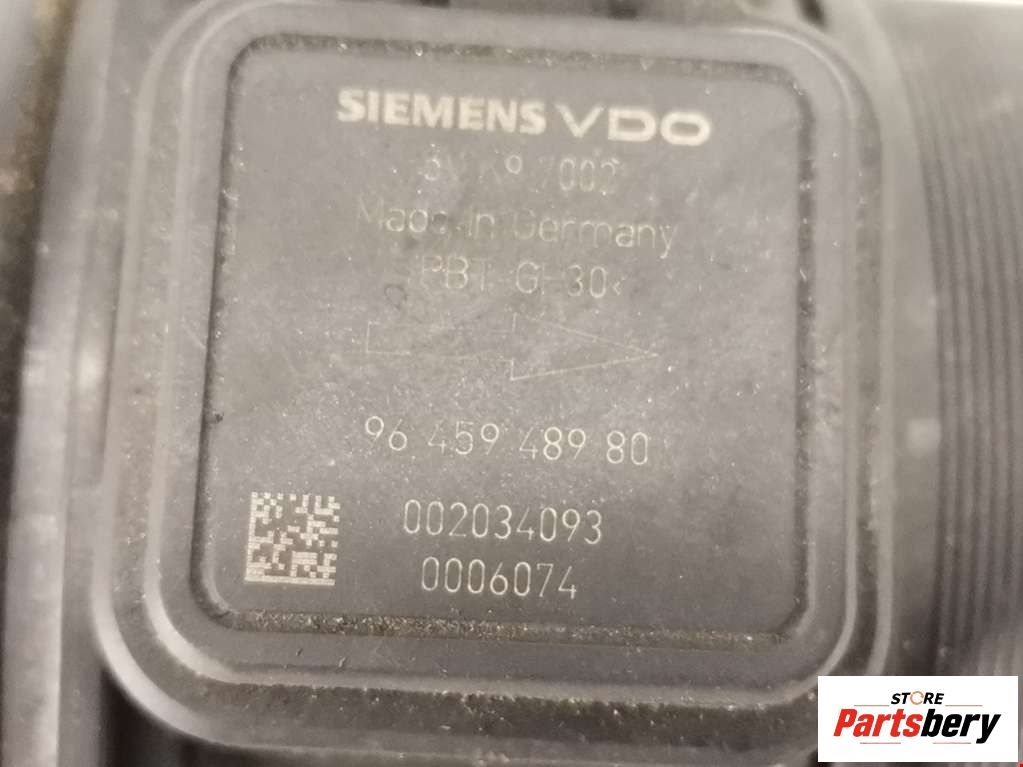 SIEMENS VDO
Made In Germany
96 459 489 80
002034093
0006074
STORE
Partsbery